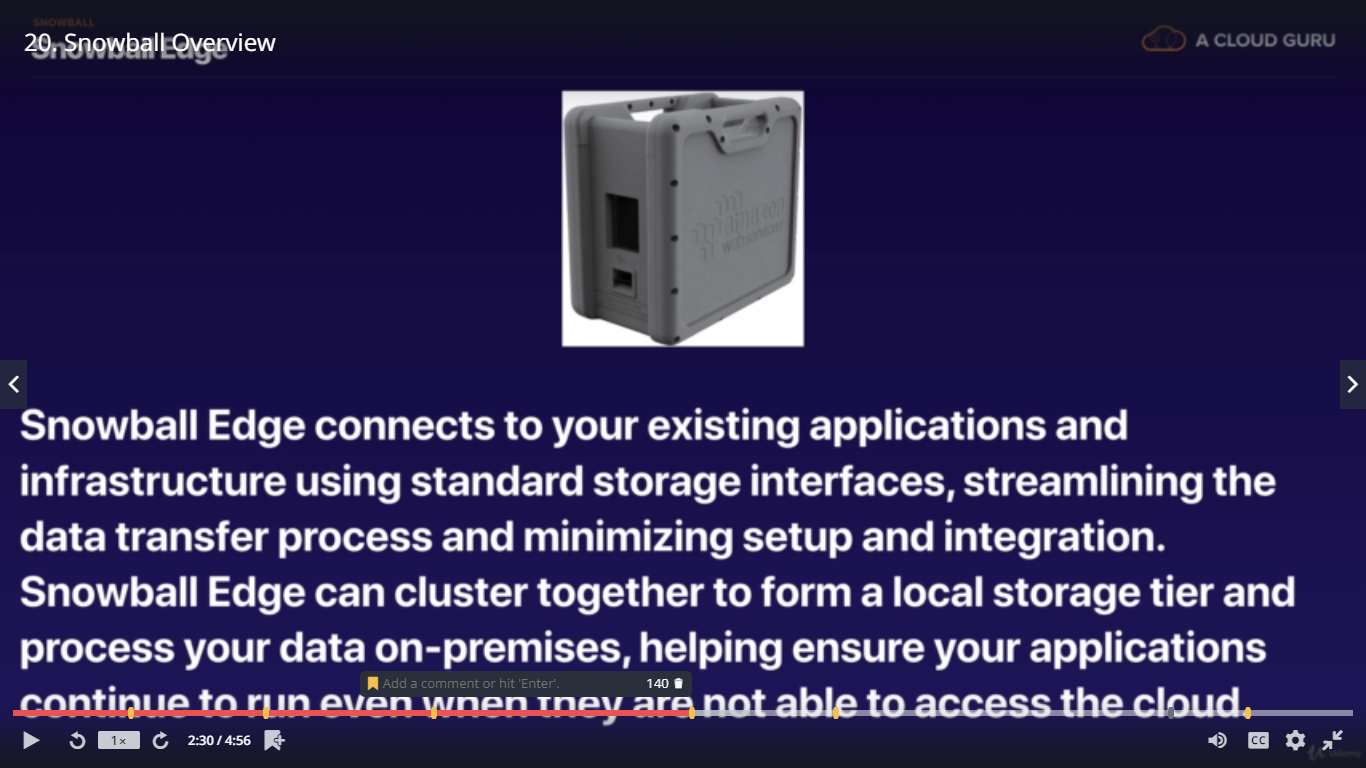 SNOWBALL
Snowball Edge
20. Snowball Overview
A CLOUD GURU
amazon
webservices
Snowball Edge connects to your existing applications and
infrastructure using standard storage interfaces, streamlining the
data transfer process and minimizing setup and integration.
Snowball Edge can cluster together to form a local storage tier and
process your data on-premises, helping ensure your applications
continue to run even when they are not able to access the cloud.
Add a comment or hit 'Enter'. 140
1× 2:30 / 4:56 CC
Udemy